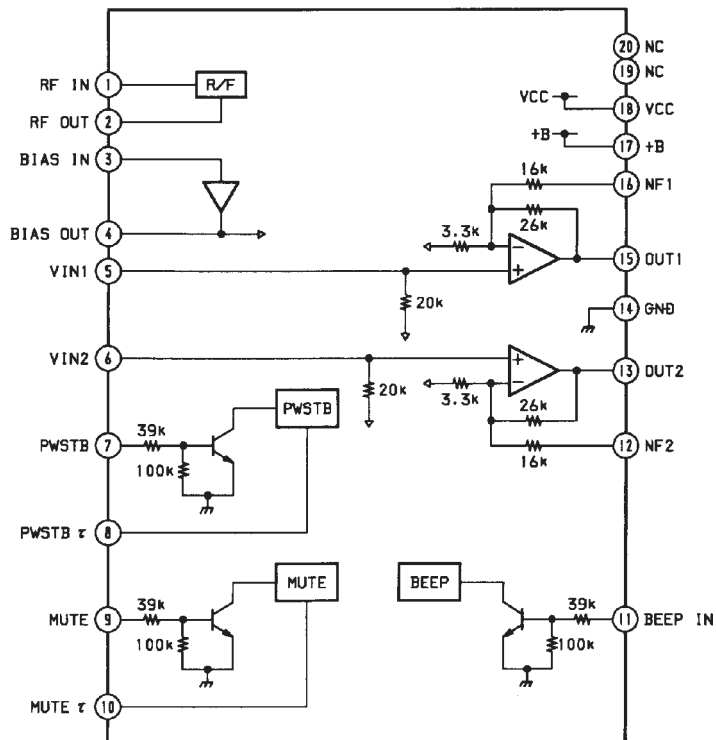 20 NC
19 NC
RF IN 1 R/F
VCC 18 VCC
RF OUT 2
+B 17 +B
BIAS IN 3
16k 16 NF1
26k
BIAS OUT 4 3.3k −
15 OUT1
VIN1 5 +
20k
14 GND
VIN2 6 +
13 OUT2
20k 3.3k −
PWSTB
26k
39k
PWSTB 7 12 NF2
100k 16k
PWSTB τ 8
MUTE BEEP
39k 39k
MUTE 9 11 BEEP IN
100k 100k
MUTE τ 10